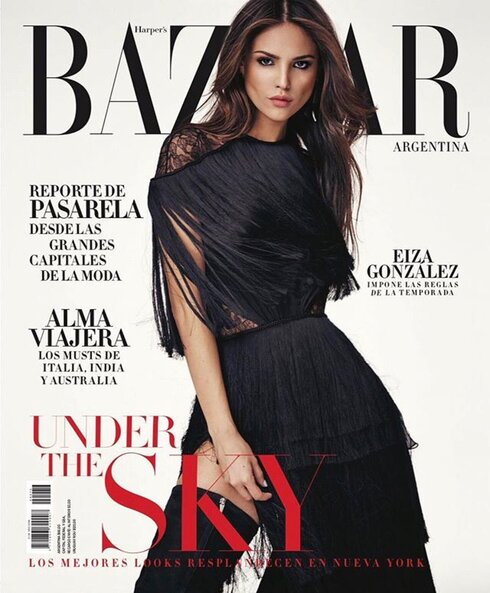 Harper's
BAZAAR
ARGENTINA
REPORTE DE
PASARELA
DESDE LAS
GRANDES
CAPITALES
DE LA MODA
EIZA
GONZÁLEZ
IMPONE LAS REGLAS
DE LA TEMPORADA
ALMA
VIAJERA
LOS MUSTS DE
ITALIA, INDIA
Y AUSTRALIA
UNDER
THE SKY
LOS MEJORES LOOKS RESPLANDECEN EN NUEVA YORK